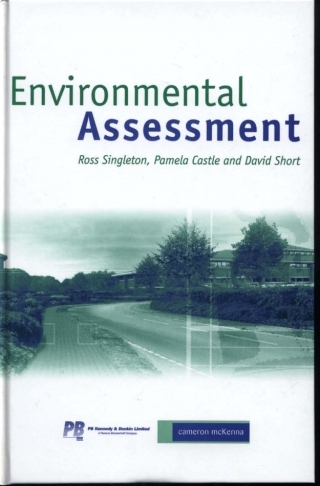 Environmental
Assessment
Ross Singleton, Pamela Castle and David Short
PB
PB Kennedy & Donkin Limited
cameron mcKenna